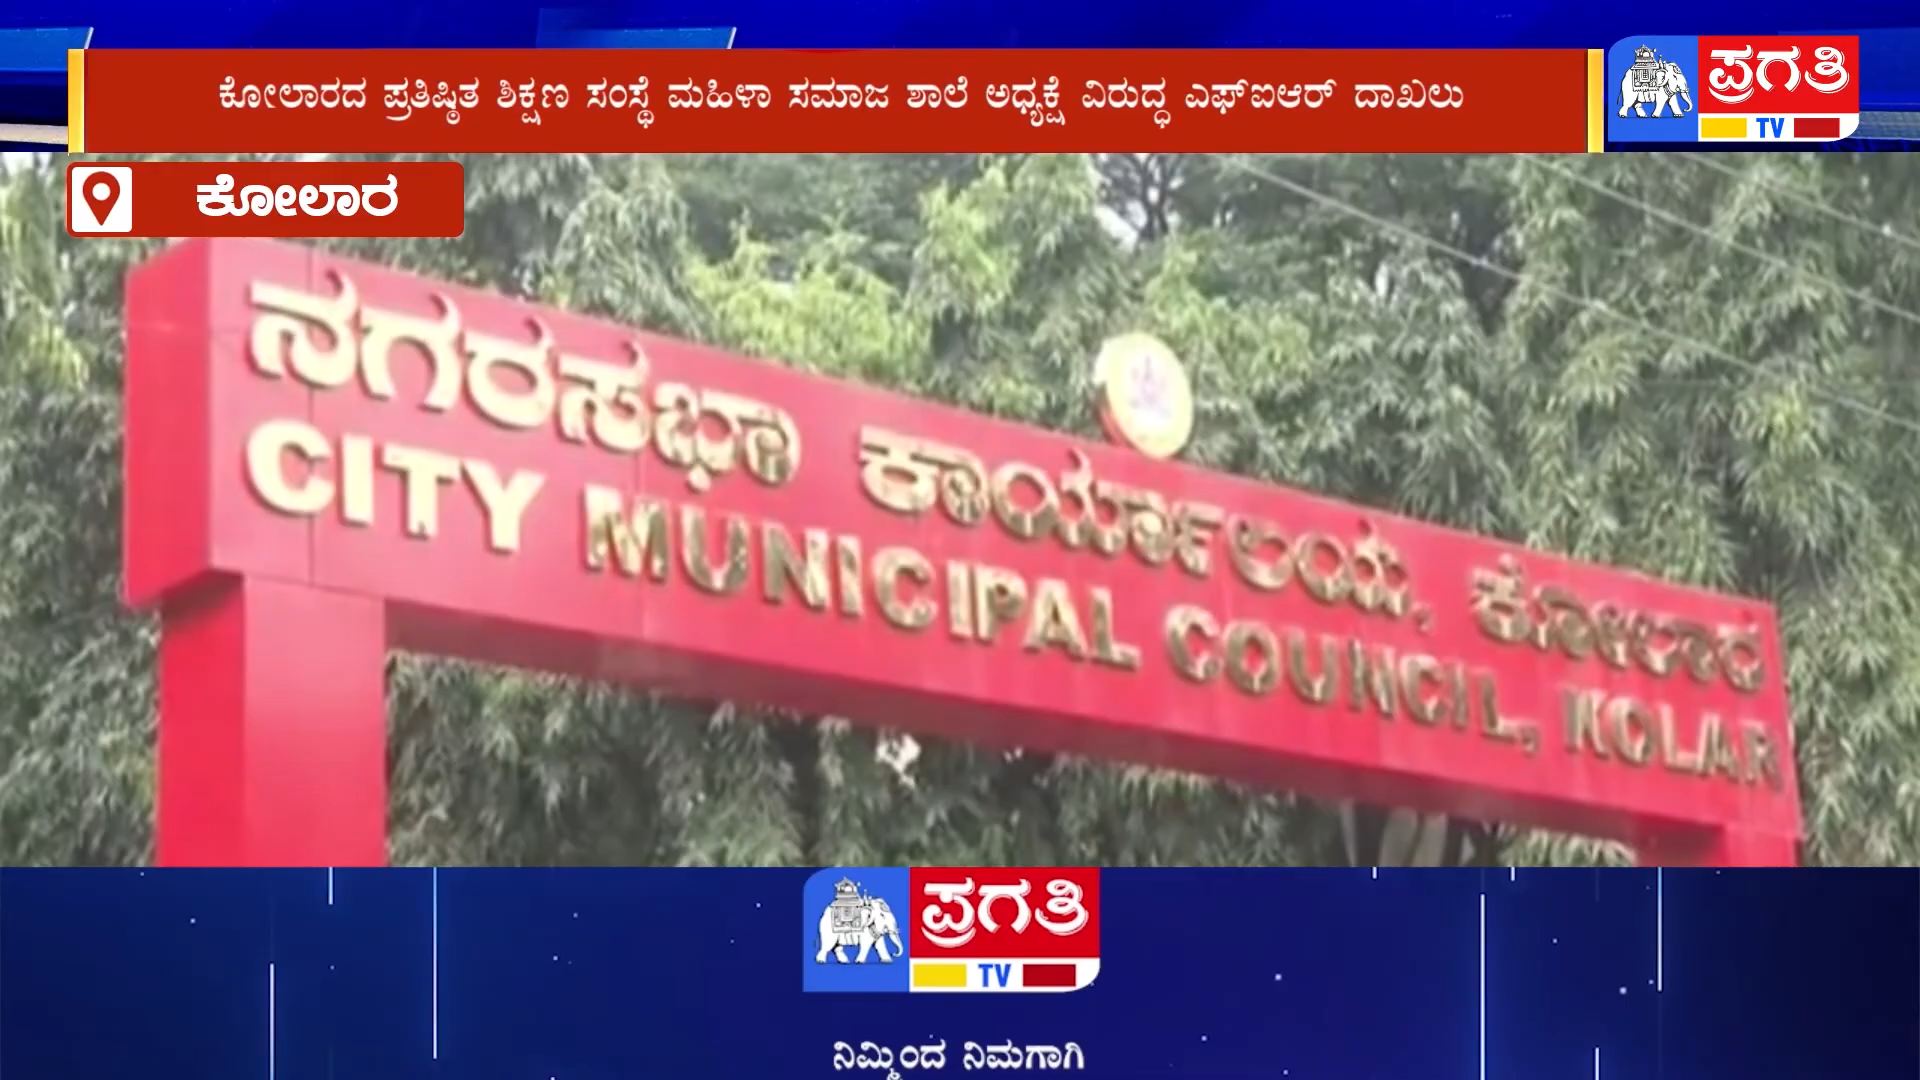 ಕೋಲಾರದ ಪ್ರತಿಷ್ಠಿತ ಶಿಕ್ಷಣ ಸಂಸ್ಥೆ ಮಹಿಳಾ ಸಮಾಜ ಶಾಲೆ ಅಧ್ಯಕ್ಷೆ ವಿರುದ್ಧ ಎಫ್‌ಐಆರ್ ದಾಖಲು
ಪ್ರಗತಿ
TV
ಕೋಲಾರ
ನಗರಸಭಾ ಕಾರ್ಯಾಲಯ, ಕೋಲಾರ
CITY MUNICIPAL COUNCIL, KOLAR
ಪ್ರಗತಿ
TV
ನಿಮ್ಮಿಂದ ನಿಮಗಾಗಿ